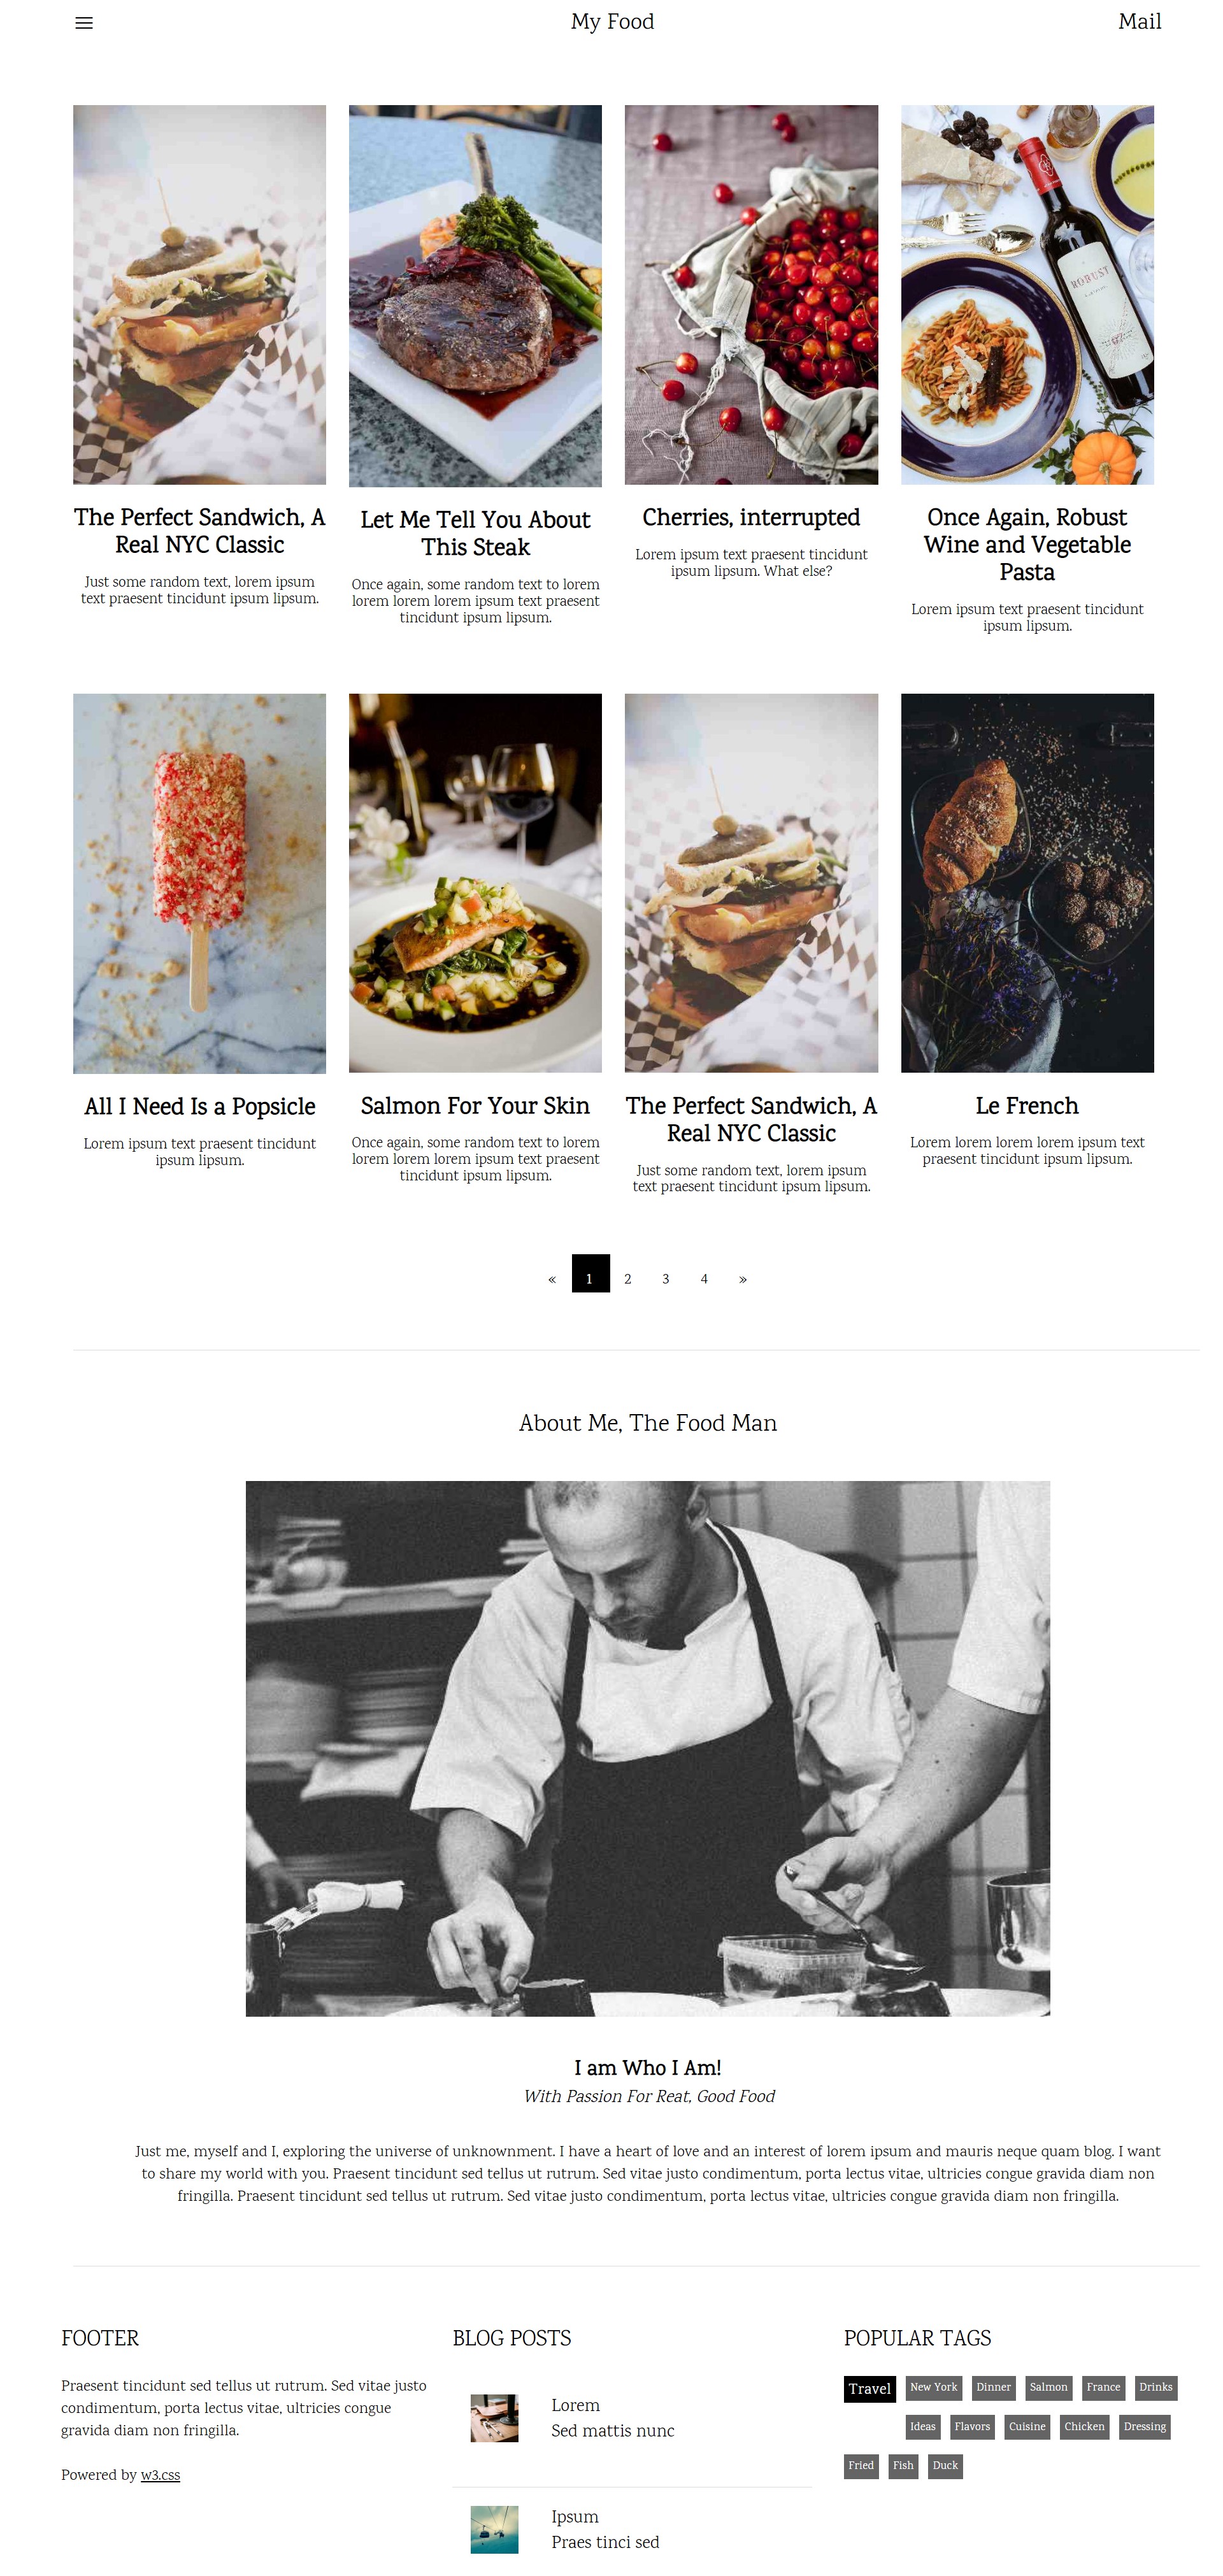 My Food
Mail
ROBUST
The Perfect Sandwich, A
Real NYC Classic
Just some random text, lorem ipsum
text praesent tincidunt ipsum lipsum.
Let Me Tell You About
This Steak
Once again, some random text to lorem
lorem lorem lorem ipsum text praesent
tincidunt ipsum lipsum.
Cherries, interrupted
Lorem ipsum text praesent tincidunt
ipsum lipsum. What else?
Once Again, Robust
Wine and Vegetable
Pasta
Lorem ipsum text praesent tincidunt
ipsum lipsum.
All I Need Is a Popsicle
Lorem ipsum text praesent tincidunt
ipsum lipsum.
Salmon For Your Skin
Once again, some random text to lorem
lorem lorem lorem ipsum text praesent
tincidunt ipsum lipsum.
The Perfect Sandwich, A
Real NYC Classic
Just some random text, lorem ipsum
text praesent tincidunt ipsum lipsum.
Le French
Lorem lorem lorem lorem ipsum text
praesent tincidunt ipsum lipsum.
« 1 2 3 4 »
About Me, The Food Man
I am Who I Am!
With Passion For Reat, Good Food
Just me, myself and I, exploring the universe of unknownment. I have a heart of love and an interest of lorem ipsum and mauris neque quam blog. I want
to share my world with you. Praesent tincidunt sed tellus ut rutrum. Sed vitae justo condimentum, porta lectus vitae, ultricies congue gravida diam non
fringilla. Praesent tincidunt sed tellus ut rutrum. Sed vitae justo condimentum, porta lectus vitae, ultricies congue gravida diam non fringilla.
FOOTER
Praesent tincidunt sed tellus ut rutrum. Sed vitae justo
condimentum, porta lectus vitae, ultricies congue
gravida diam non fringilla.
Powered by w3.css
BLOG POSTS
Lorem
Sed mattis nunc
Ipsum
Praes tinci sed
POPULAR TAGS
Travel New York Dinner Salmon France Drinks
Ideas Flavors Cuisine Chicken Dressing
Fried Fish Duck